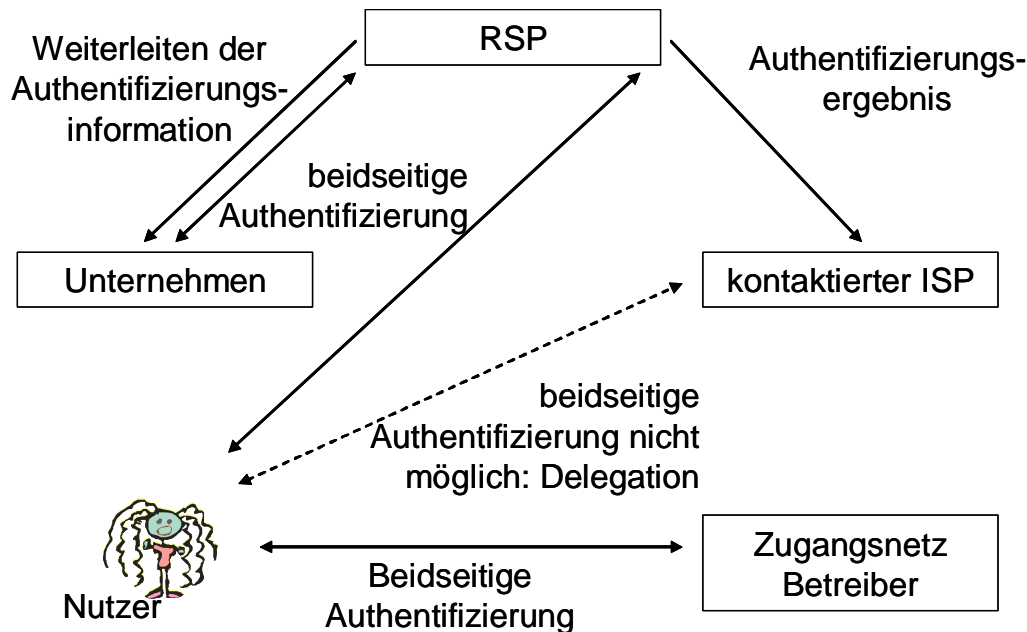 RSP
Weiterleiten der
Authentifizierungs-
information
Authentifizierungs-
ergebnis
beidseitige
Authentifizierung
Unternehmen
kontaktierter ISP
beidseitige
Authentifizierung nicht
möglich: Delegation
Nutzer
Beidseitige
Authentifizierung
Zugangsnetz
Betreiber